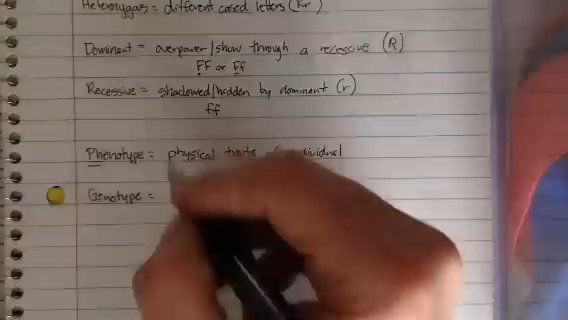 Heterozygous = different cased letters (Rr)
Dominant = overpower/show through a recessive (R)
FF or Ff
Recessive = shadowed/hidden by dominant (r)
ff
Phenotype = physical traits
Genotype =